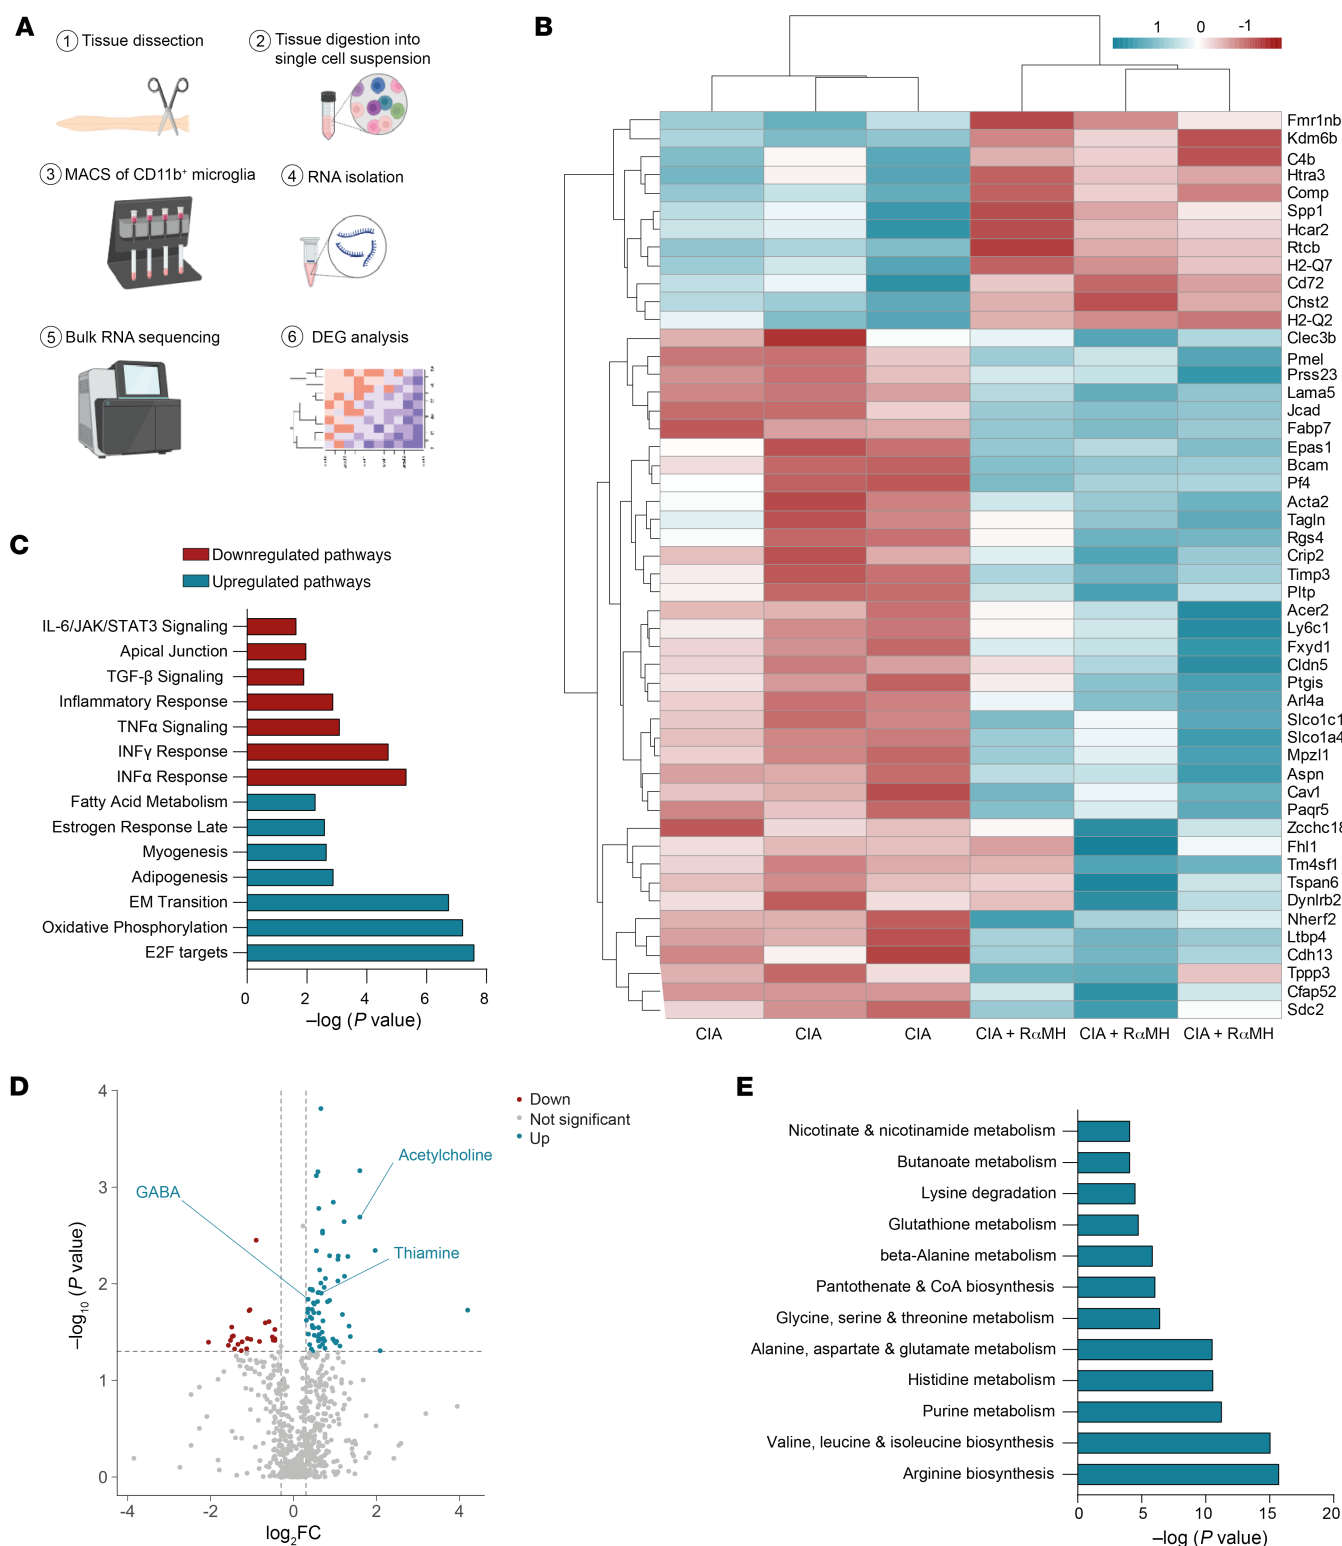 A
1 Tissue dissection
2 Tissue digestion into
single cell suspension
3 MACS of CD11b+ microglia
4 RNA isolation
5 Bulk RNA sequencing
6 DEG analysis
B
1 0 -1
Fmr1nb
Kdm6b
C4b
Htra3
Comp
Spp1
Hcar2
Rtcb
H2-Q7
Cd72
Chst2
H2-Q2
Clec3b
Pmel
Prss23
Lama5
Jcad
Fabp7
Epas1
Bcam
Pf4
Acta2
Tagln
Rgs4
Crip2
Timp3
Pltp
Acer2
Ly6c1
Fxyd1
Cldn5
Ptgis
Arl4a
Slco1c1
Slco1a4
Mpzl1
Aspn
Cav1
Paqr5
Zcchc18
Fhl1
Tm4sf1
Tspan6
Dynlrb2
Nherf2
Ltbp4
Cdh13
Tppp3
Cfap52
Sdc2
CIA CIA CIA CIA + RαMH CIA + RαMH CIA + RαMH
C
Downregulated pathways
Upregulated pathways
IL-6/JAK/STAT3 Signaling
Apical Junction
TGF-β Signaling
Inflammatory Response
TNFα Signaling
INFγ Response
INFα Response
Fatty Acid Metabolism
Estrogen Response Late
Myogenesis
Adipogenesis
EM Transition
Oxidative Phosphorylation
E2F targets
0 2 4 6 8
–log (P value)
D
4
3
2
1
0
–log10 (P value)
-4 -2 0 2 4
log2FC
GABA
Acetylcholine
Thiamine
Down
Not significant
Up
E
Nicotinate & nicotinamide metabolism
Butanoate metabolism
Lysine degradation
Glutathione metabolism
beta-Alanine metabolism
Pantothenate & CoA biosynthesis
Glycine, serine & threonine metabolism
Alanine, aspartate & glutamate metabolism
Histidine metabolism
Purine metabolism
Valine, leucine & isoleucine biosynthesis
Arginine biosynthesis
0 5 10 15 20
–log (P value)